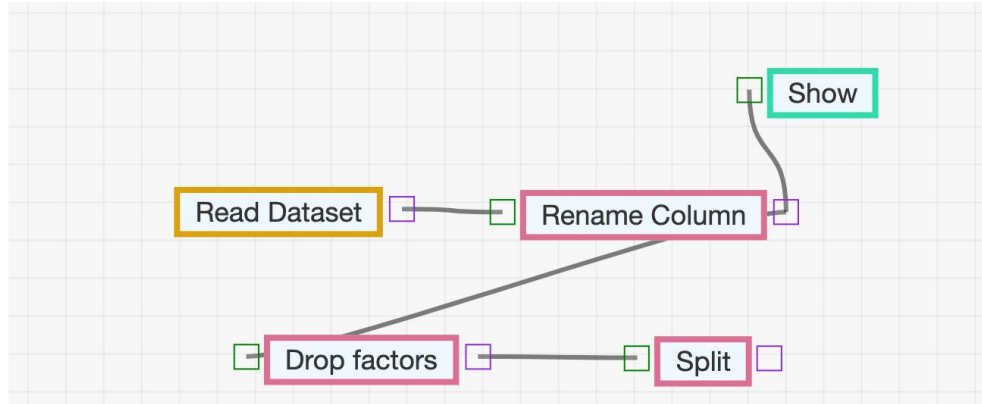 Show
Read Dataset
Rename Column
Drop factors
Split